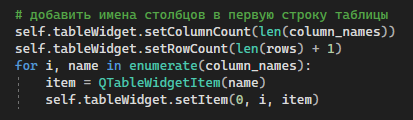 # добавить имена столбцов в первую строку таблицы
self.tableWidget.setColumnCount(len(column_names))
self.tableWidget.setRowCount(len(rows) + 1)
for i, name in enumerate(column_names):
    item = QTableWidgetItem(name)
    self.tableWidget.setItem(0, i, item)